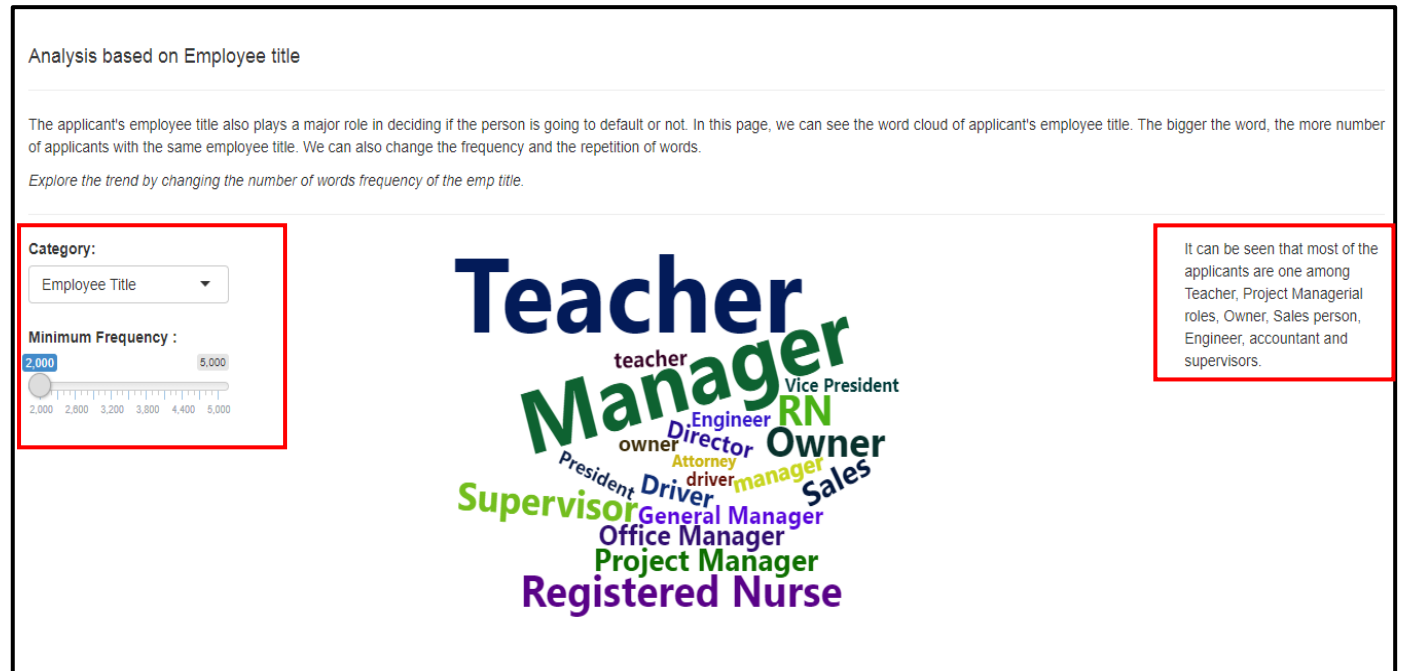 Analysis based on Employee title
The applicant's employee title also plays a major role in deciding if the person is going to default or not. In this page, we can see the word cloud of applicant's employee title. The bigger the word, the more number
of applicants with the same employee title. We can also change the frequency and the repetition of words.
Explore the trend by changing the number of words frequency of the emp title.
Category:
Employee Title
Minimum Frequency :
2,000 5,000
2,000 2,600 3,200 3,800 4,400 5,000
Teacher
teacher
Manager
Vice President
RN
Engineer
Director
owner
Owner
Attorney
President
driver
manager
Sales
Driver
Supervisor
General Manager
Office Manager
Project Manager
Registered Nurse
It can be seen that most of the
applicants are one among
Teacher, Project Managerial
roles, Owner, Sales person,
Engineer, accountant and
supervisors.